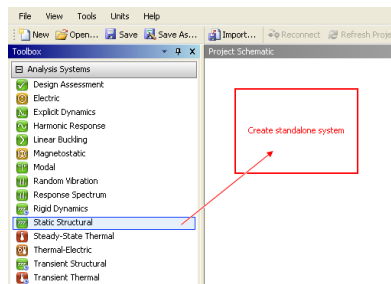 File View Tools Units Help
New Open... Save Save As... Import... Reconnect Refresh Proje
Toolbox Project Schematic
Analysis Systems
Design Assessment
Electric
Explicit Dynamics
Harmonic Response
Linear Buckling
Magnetostatic
Modal
Random Vibration
Response Spectrum
Rigid Dynamics
Static Structural
Steady-State Thermal
Thermal-Electric
Transient Structural
Transient Thermal
Create standalone system